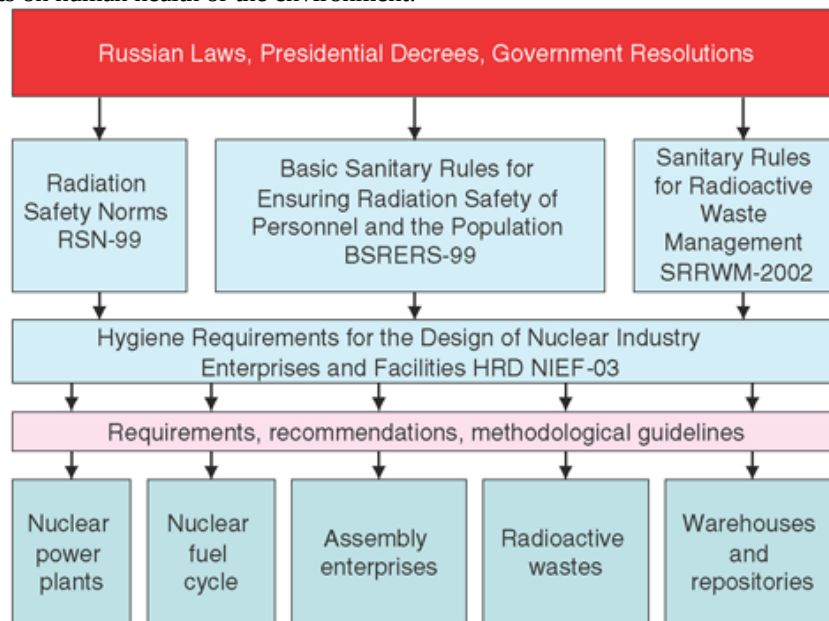 Russian Laws, Presidential Decrees, Government Resolutions
Radiation
Safety Norms
RSN-99
Basic Sanitary Rules for
Ensuring Radiation Safety of
Personnel and the Population
BSRERS-99
Sanitary Rules
for Radioactive
Waste
Management
SRRWM-2002
Hygiene Requirements for the Design of Nuclear Industry
Enterprises and Facilities HRD NIEF-03
Requirements, recommendations, methodological guidelines
Nuclear
power
plants
Nuclear
fuel
cycle
Assembly
enterprises
Radioactive
wastes
Warehouses
and
repositories